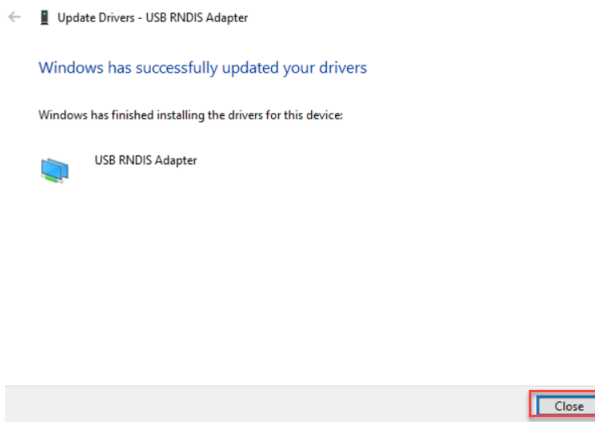 Update Drivers - USB RNDIS Adapter
Windows has successfully updated your drivers
Windows has finished installing the drivers for this device:
USB RNDIS Adapter
Close